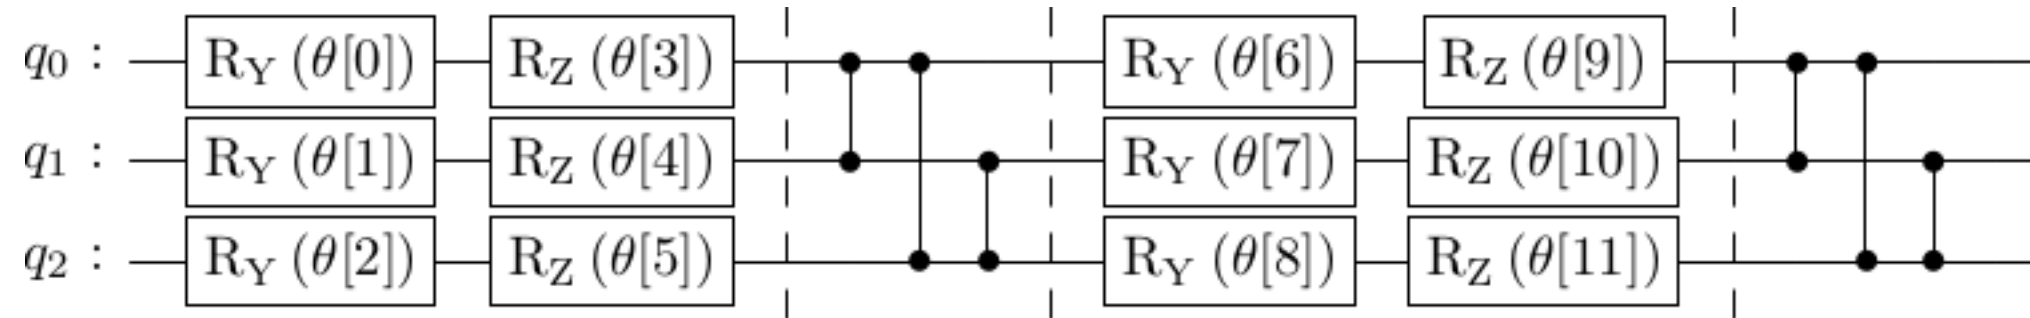 q0 : RY (θ[0]) RZ (θ[3]) RY (θ[6]) RZ (θ[9])
q1 : RY (θ[1]) RZ (θ[4]) RY (θ[7]) RZ (θ[10])
q2 : RY (θ[2]) RZ (θ[5]) RY (θ[8]) RZ (θ[11])